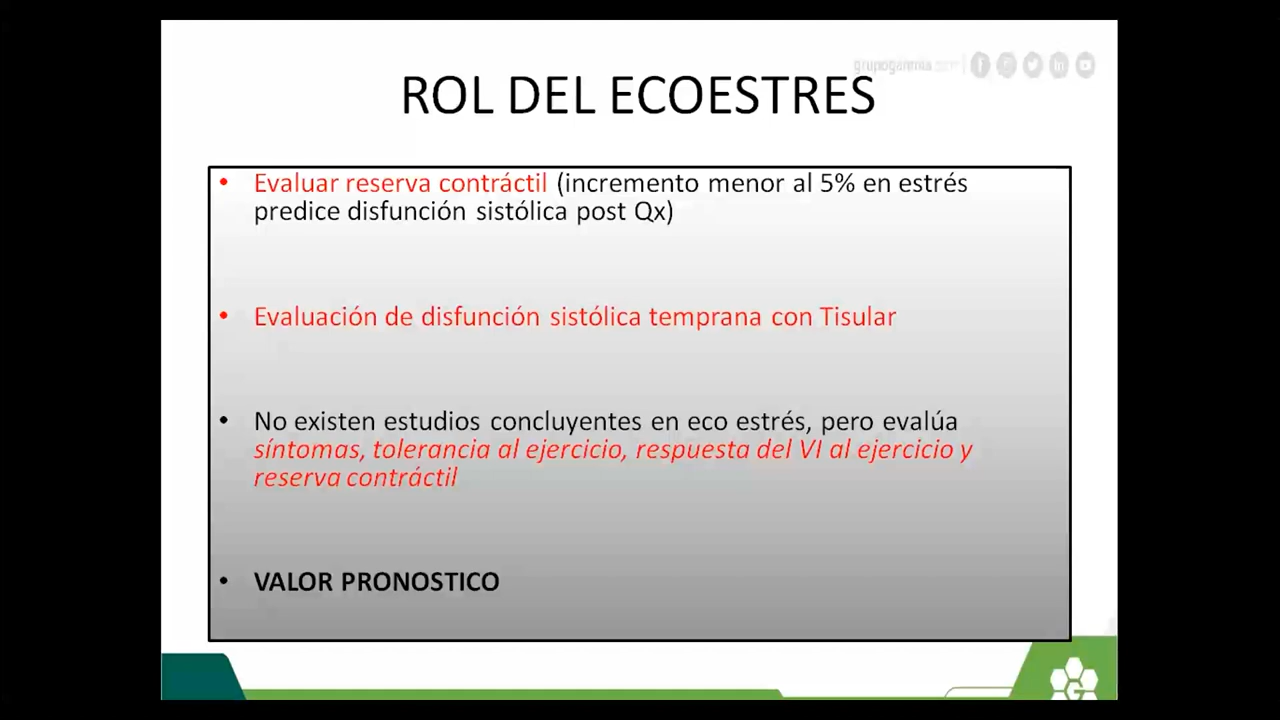 grupogamma.com
ROL DEL ECOESTRES
• Evaluar reserva contráctil (incremento menor al 5% en estrés
predice disfunción sistólica post Qx)
• Evaluación de disfunción sistólica temprana con Tisular
• No existen estudios concluyentes en eco estrés, pero evalúa
síntomas, tolerancia al ejercicio, respuesta del VI al ejercicio y
reserva contráctil
• VALOR PRONOSTICO